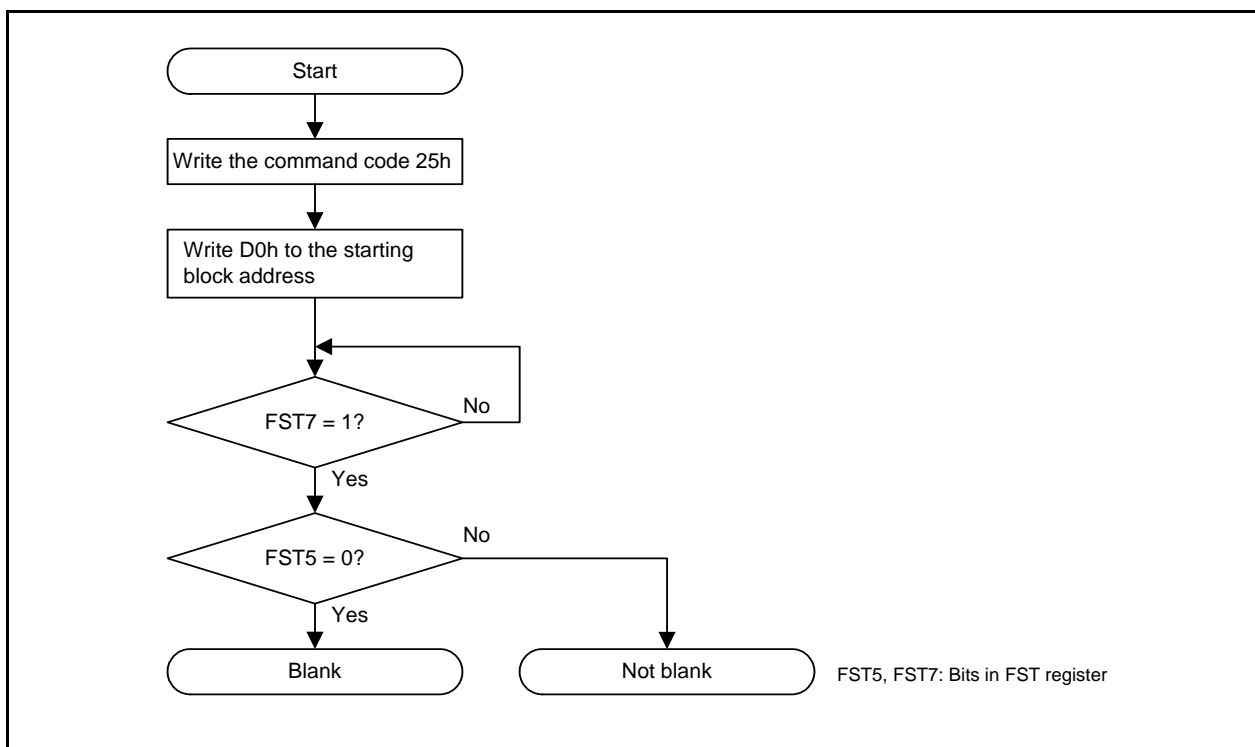 Start
Write the command code 25h
Write D0h to the starting
block address
FST7 = 1?
No
Yes
FST5 = 0?
No
Yes
Blank
Not blank
FST5, FST7: Bits in FST register